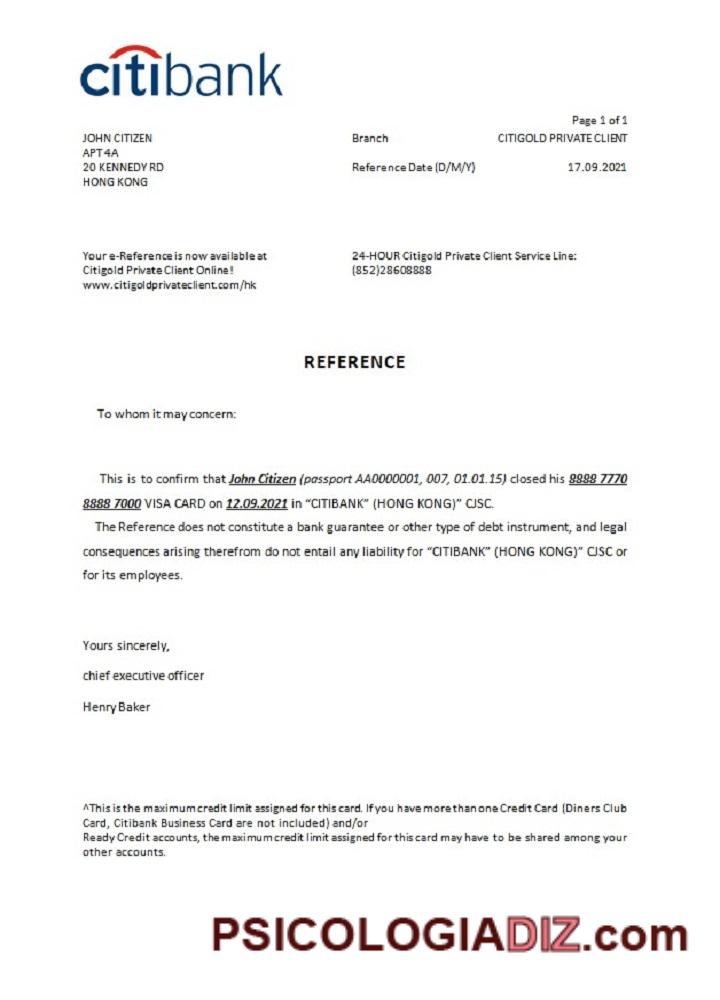 citibank
Page 1 of 1
JOHN CITIZEN
APT 4A
20 KENNEDY RD
HONG KONG
Branch CITIGOLD PRIVATE CLIENT
Reference Date (D/M/Y) 17.09.2021
Your e-Reference is now available at
Citigold Private Client Online!
www.citigoldprivateclient.com/hk
24-HOUR Citigold Private Client Service Line:
(852)28608888
REFERENCE
To whom it may concern:
This is to confirm that John Citizen (passport AA0000001, 007, 01.01.15) closed his 8888 7770
8888 7000 VISA CARD on 12.09.2021 in “CITIBANK” (HONG KONG)” CJSC.
The Reference does not constitute a bank guarantee or other type of debt instrument, and legal
consequences arising therefrom do not entail any liability for “CITIBANK” (HONG KONG)” CJSC or
for its employees.
Yours sincerely,
chief executive officer
Henry Baker
^This is the maximum credit limit assigned for this card. If you have more than one Credit Card (Diners Club
Card, Citibank Business Card are not included) and/or
Ready Credit accounts, the maximum credit limit assigned for this card may have to be shared among your
other accounts.
PSICOLOGIADIZ.com